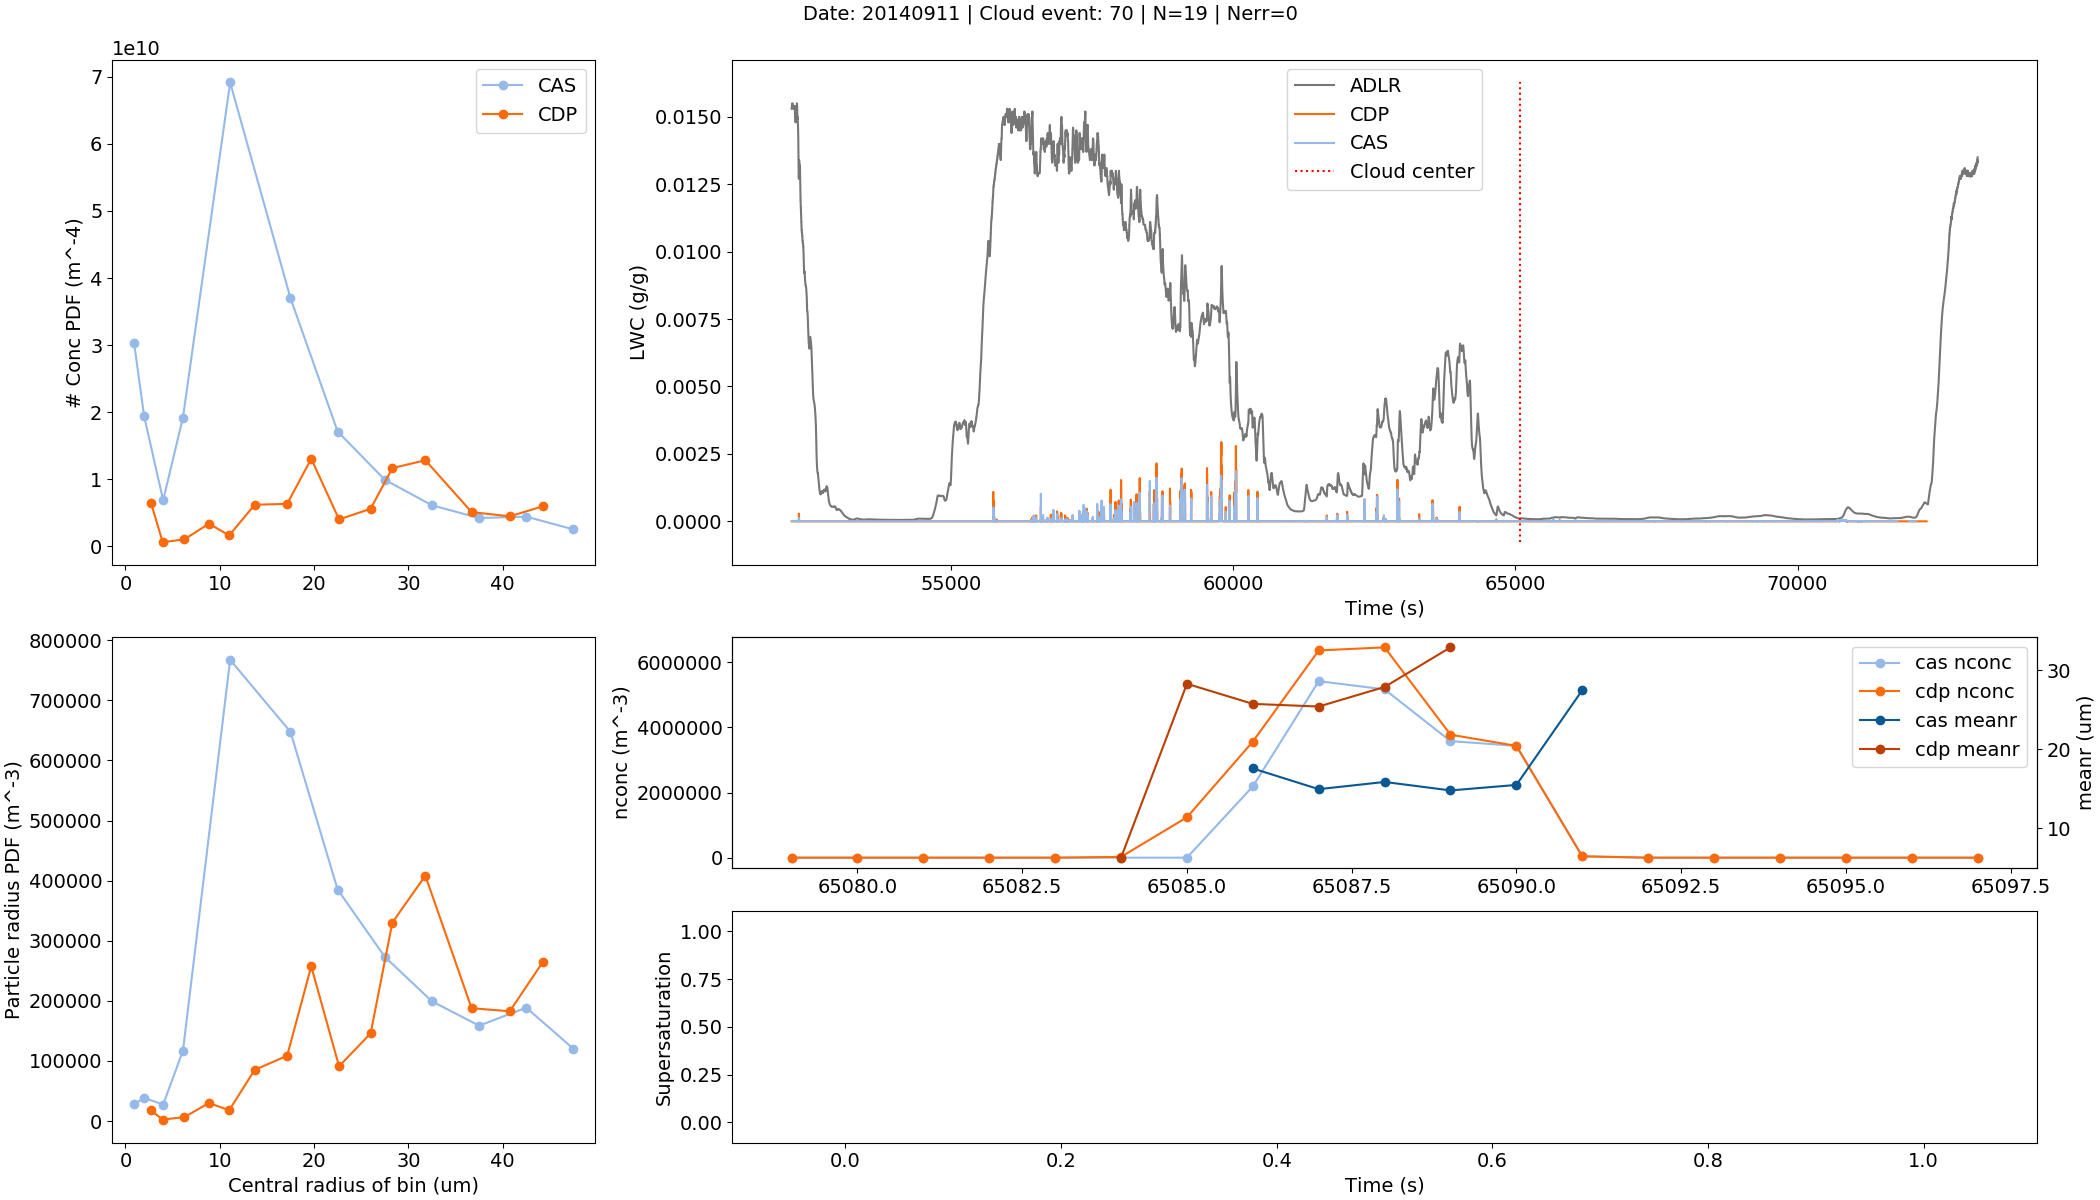 Date: 20140911 | Cloud event: 70 | N=19 | Nerr=0
1e10
# Conc PDF (m^-4)
7
6
5
4
3
2
1
0
0 10 20 30 40
CAS
CDP
LWC (g/g)
0.0150
0.0125
0.0100
0.0075
0.0050
0.0025
0.0000
55000 60000 65000 70000
Time (s)
ADLR
CDP
CAS
Cloud center
Particle radius PDF (m^-3)
800000
700000
600000
500000
400000
300000
200000
100000
0
0 10 20 30 40
Central radius of bin (um)
nconc (m^-3)
6000000
4000000
2000000
0
65080.0 65082.5 65085.0 65087.5 65090.0 65092.5 65095.0 65097.5
30
20
10
meanr (um)
cas nconc
cdp nconc
cas meanr
cdp meanr
Supersaturation
1.00
0.75
0.50
0.25
0.00
0.0 0.2 0.4 0.6 0.8 1.0
Time (s)